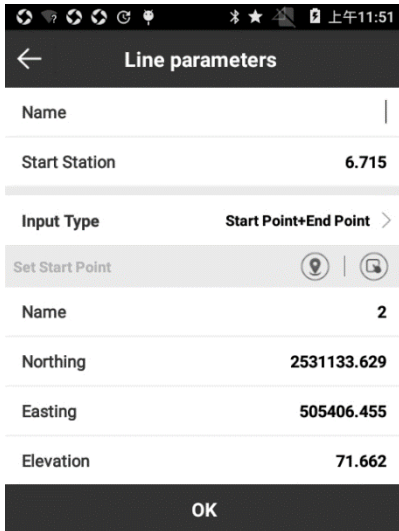 上午11:51
Line parameters
Name
Start Station 6.715
Input Type Start Point+End Point
Set Start Point
Name 2
Northing 2531133.629
Easting 505406.455
Elevation 71.662
OK